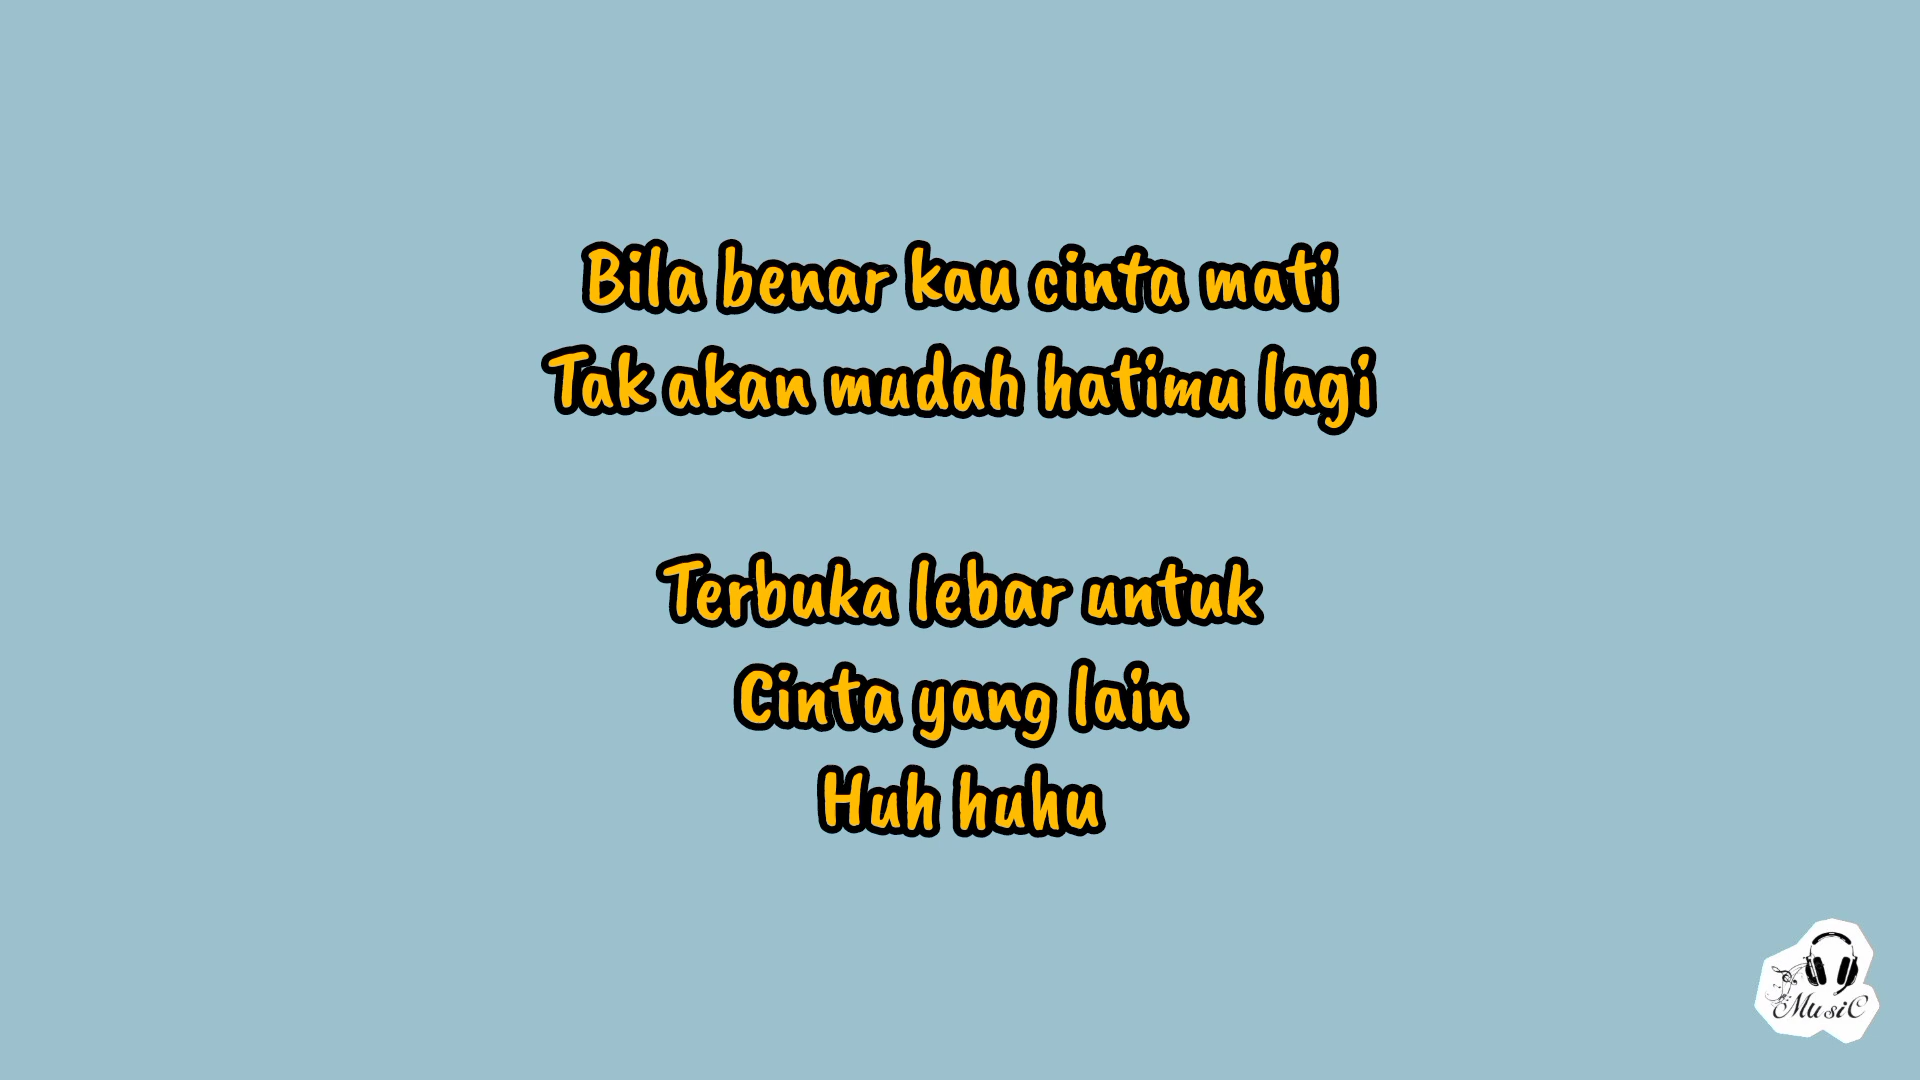 Bila benar kau cinta mati
Tak akan mudah hatimu lagi
Terbuka lebar untuk
Cinta yang lain
Huh huhu
MusiC